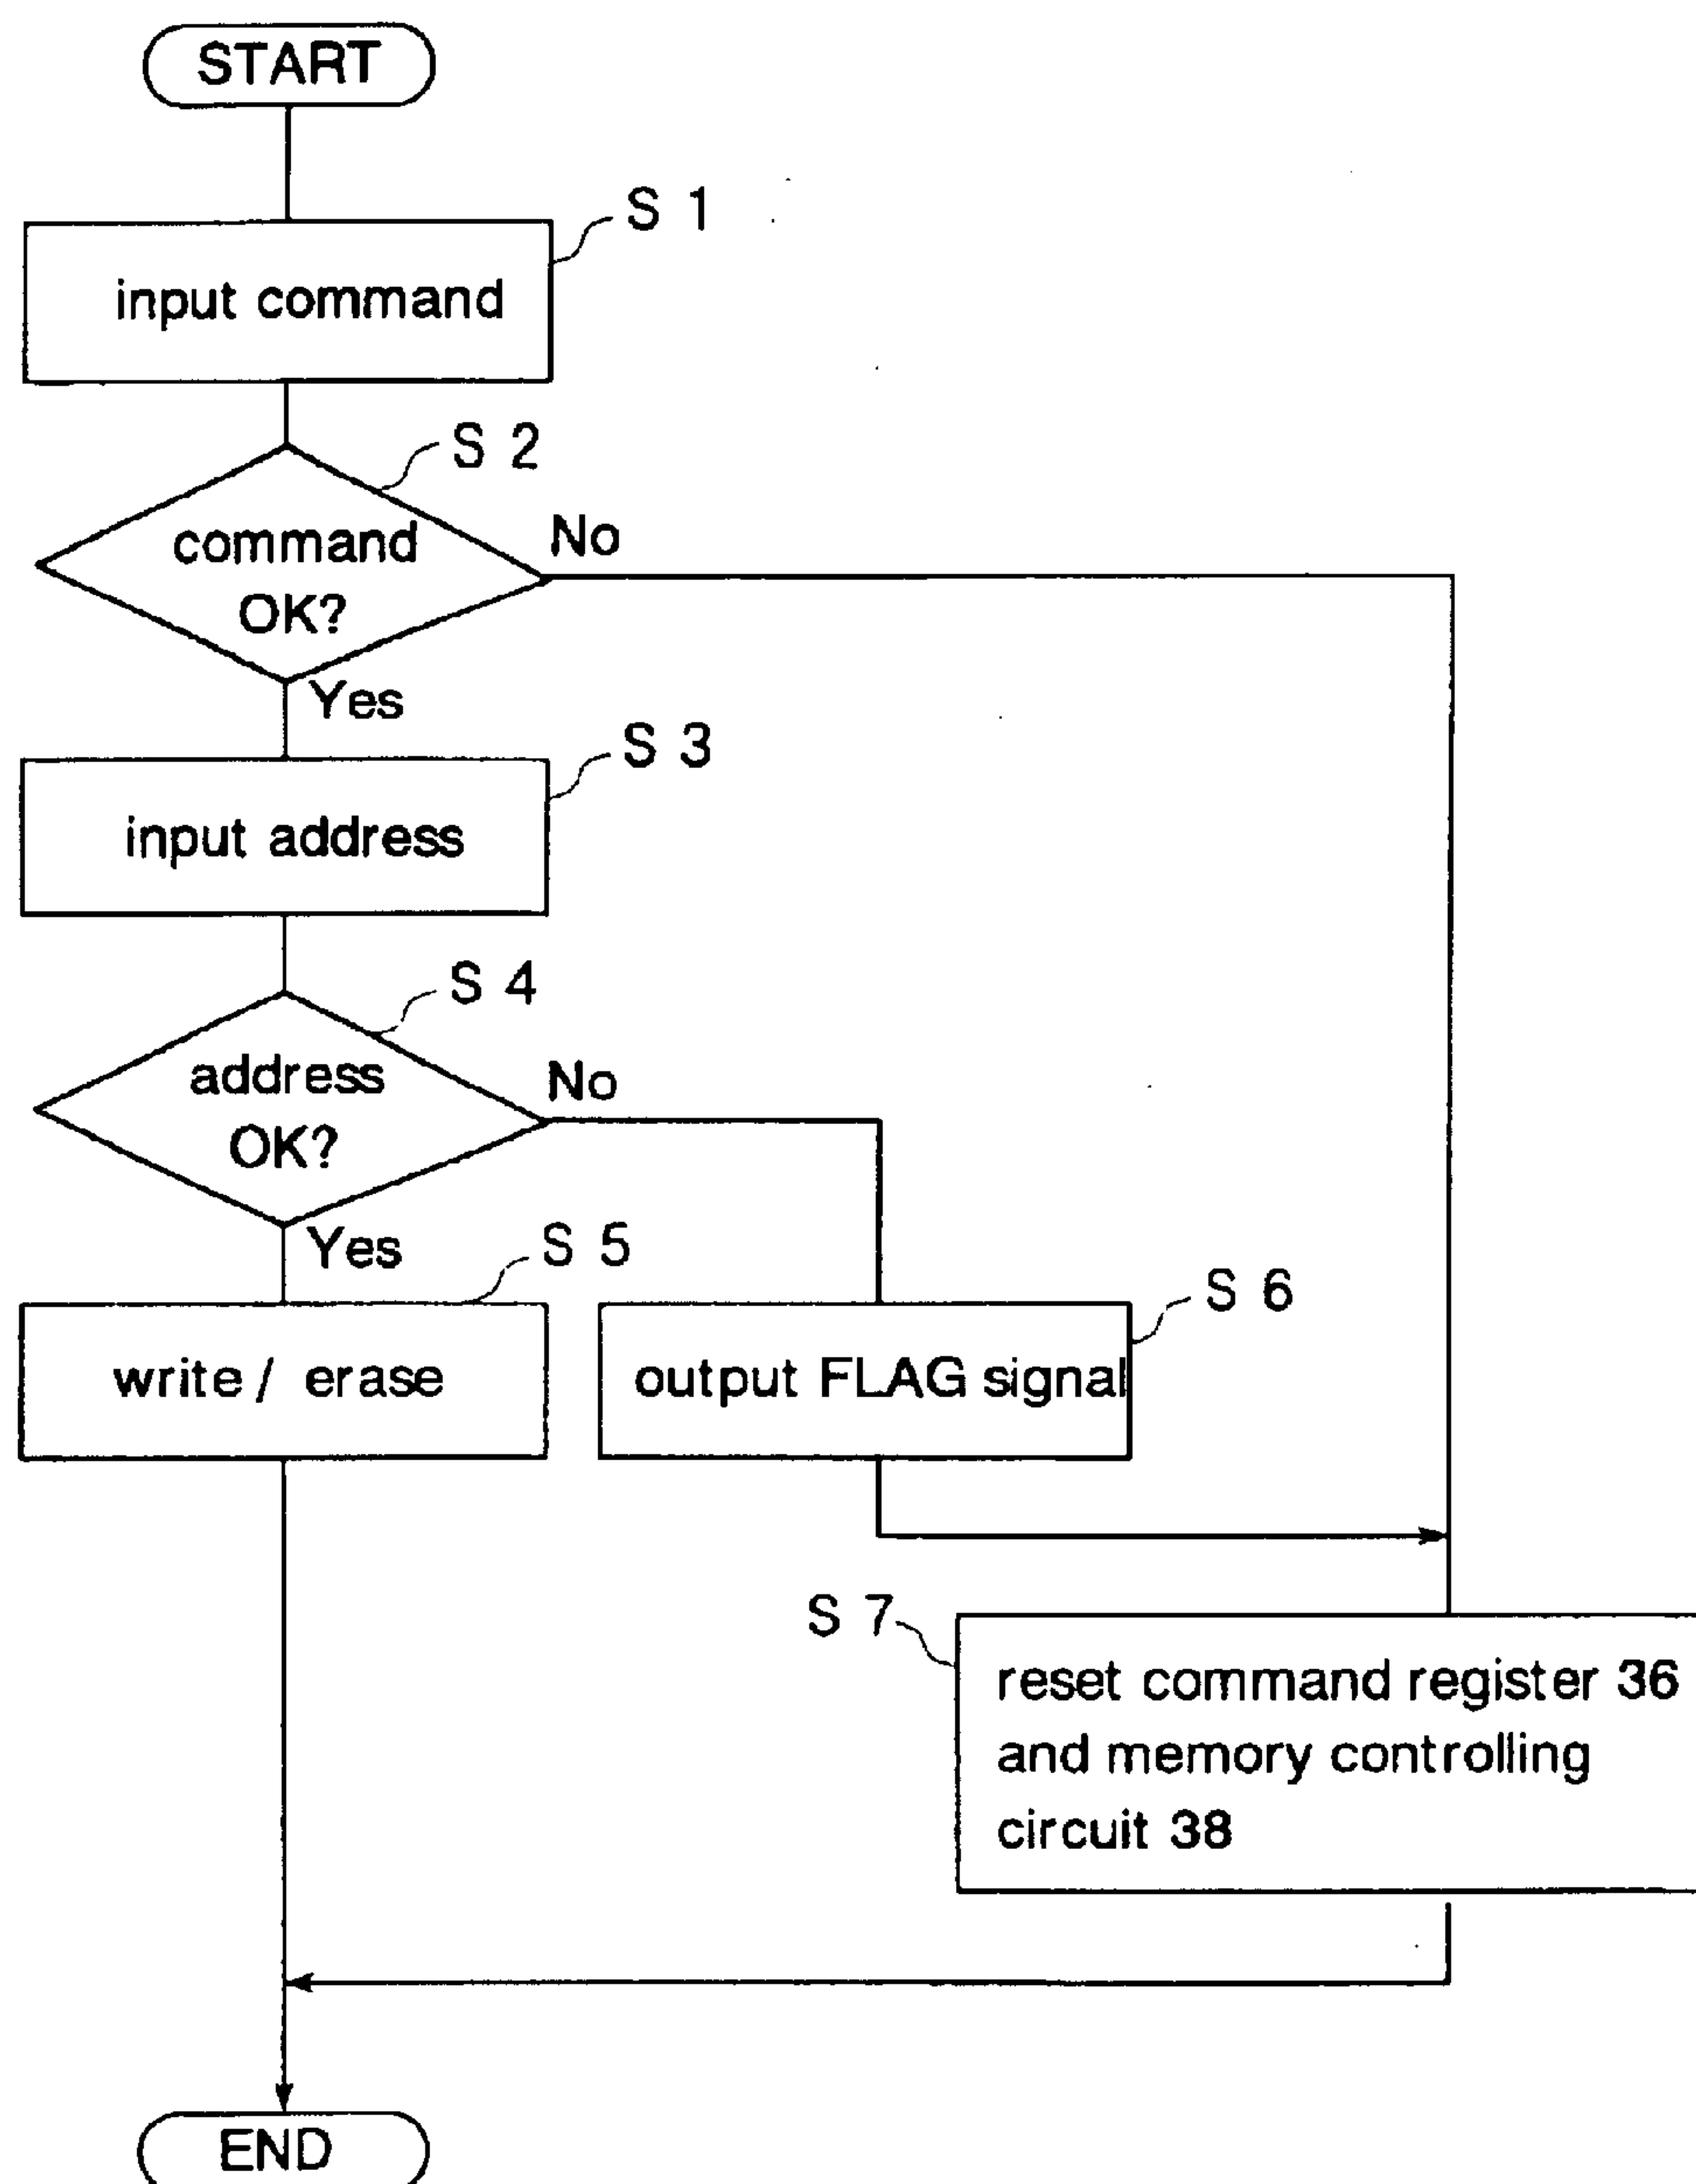 START
S 1
input command
S 2
command
OK?
No
Yes
S 3
input address
S 4
address
OK?
No
Yes
S 5
write / erase
S 6
output FLAG signal
S 7
reset command register 36
and memory controlling
circuit 38
END